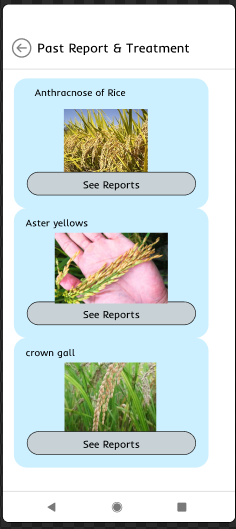 Past Report & Treatment
Anthracnose of Rice
See Reports
Aster yellows
See Reports
crown gall
See Reports